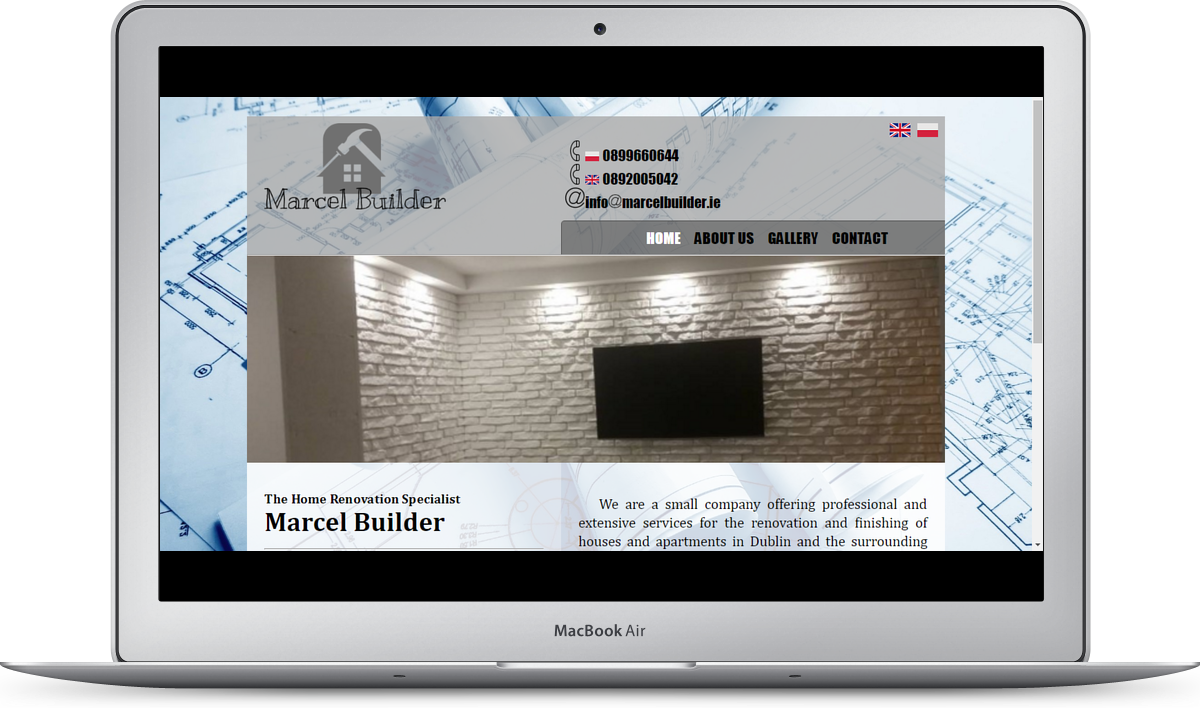 Marcel Builder
0899660644
0892005042
@info@marcelbuilder.ie
HOME ABOUT US GALLERY CONTACT
The Home Renovation Specialist
Marcel Builder
We are a small company offering professional and
extensive services for the renovation and finishing of
houses and apartments in Dublin and the surrounding
MacBook Air